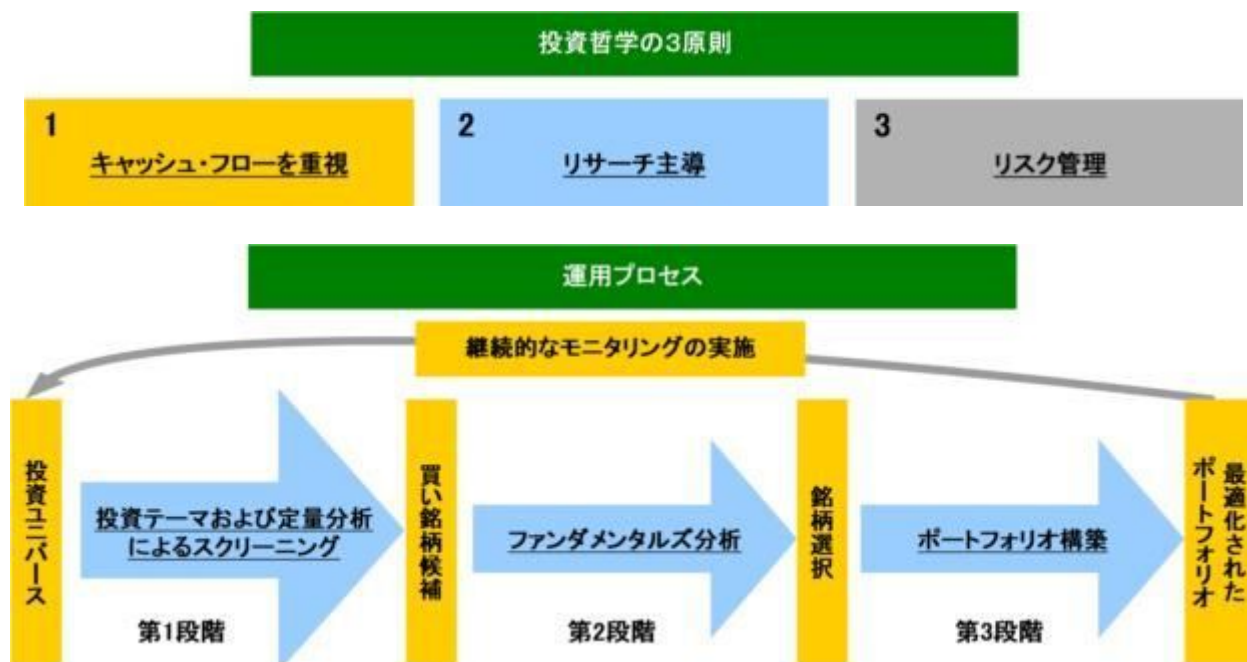 投資哲学の3原則
1
キャッシュ・フローを重視
2
リサーチ主導
3
リスク管理
運用プロセス
継続的なモニタリングの実施
投資ユニバース
投資テーマおよび定量分析
によるスクリーニング
第1段階
買い銘柄候補
ファンダメンタルズ分析
第2段階
銘柄選択
ポートフォリオ構築
第3段階
最適化された
ポートフォリオ